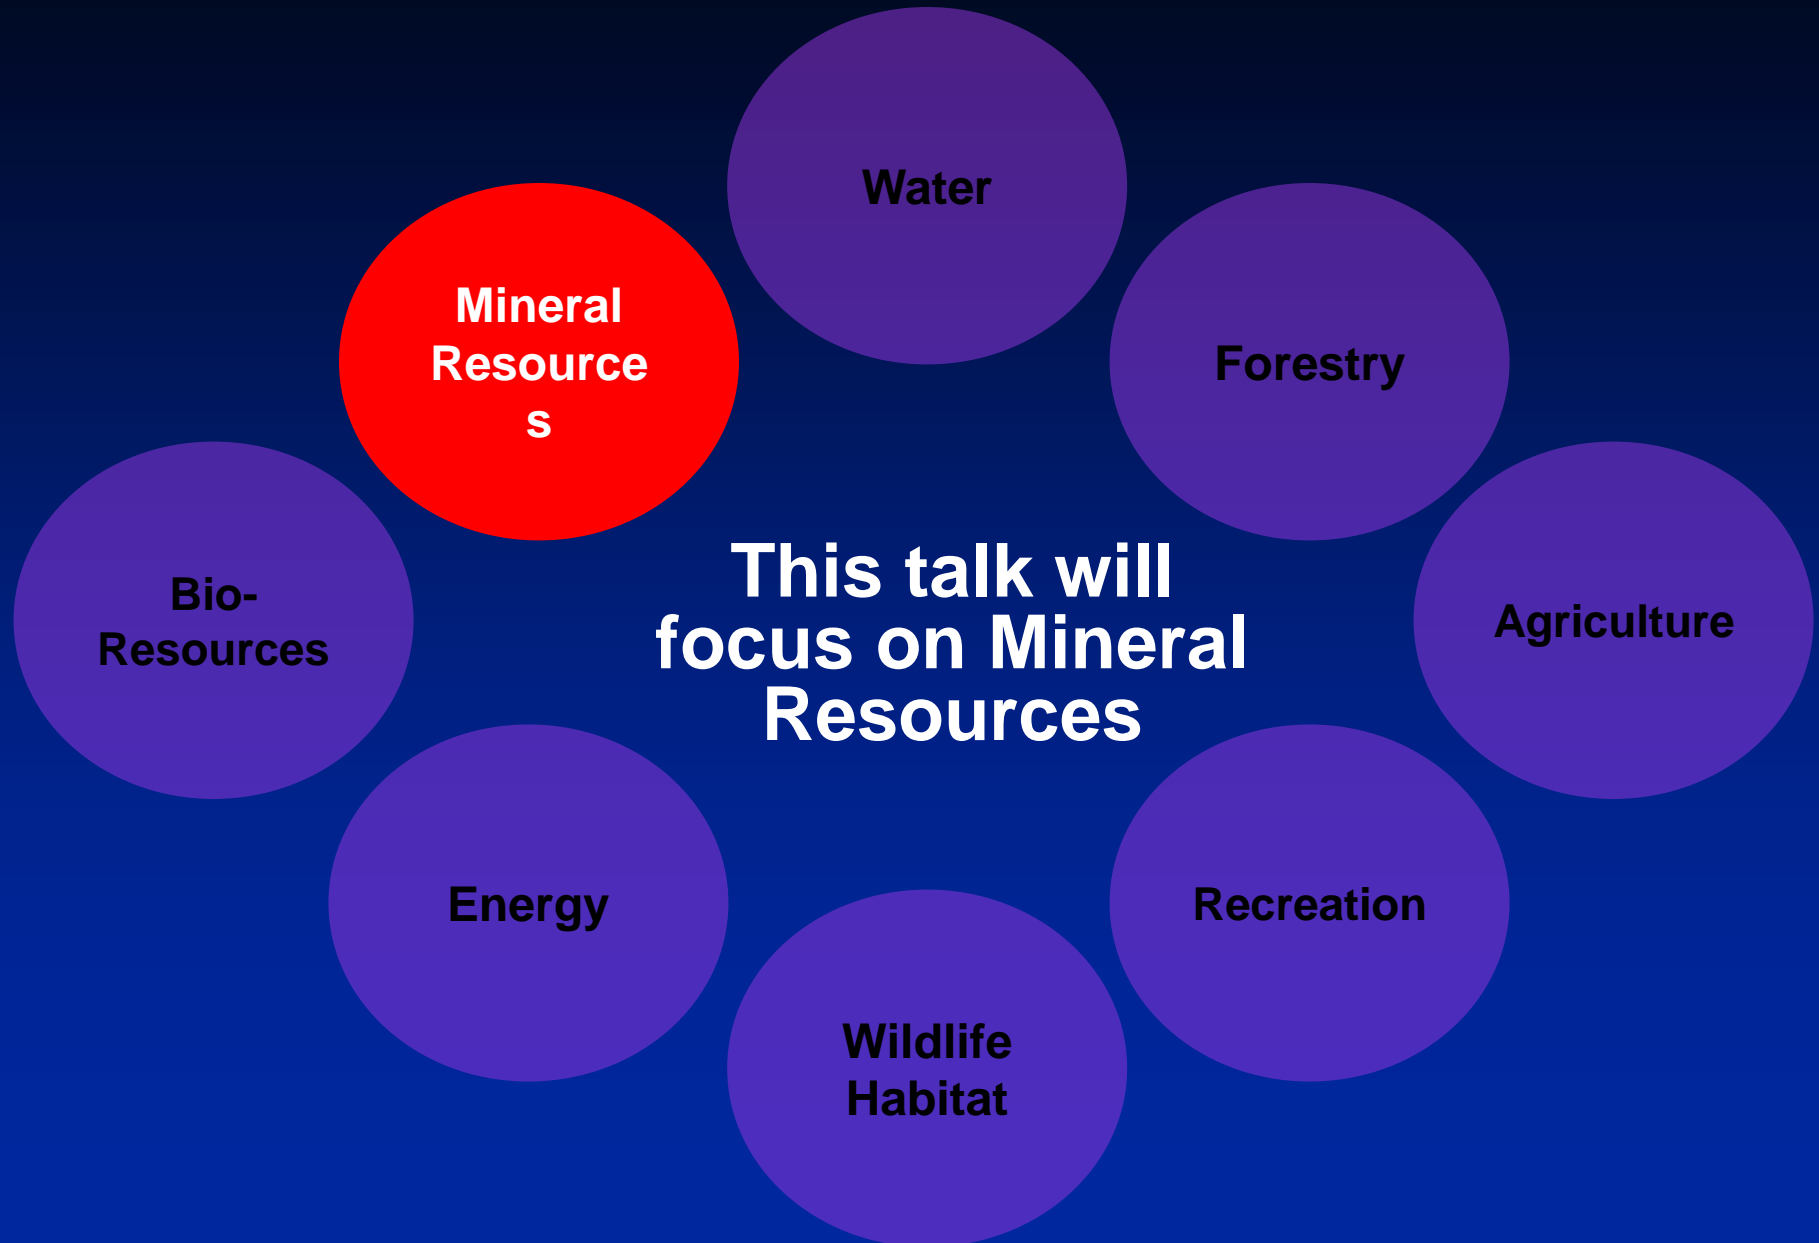 Water
Mineral
Resource
s
Forestry
Bio-
Resources
This talk will
focus on Mineral
Resources
Agriculture
Energy
Recreation
Wildlife
Habitat